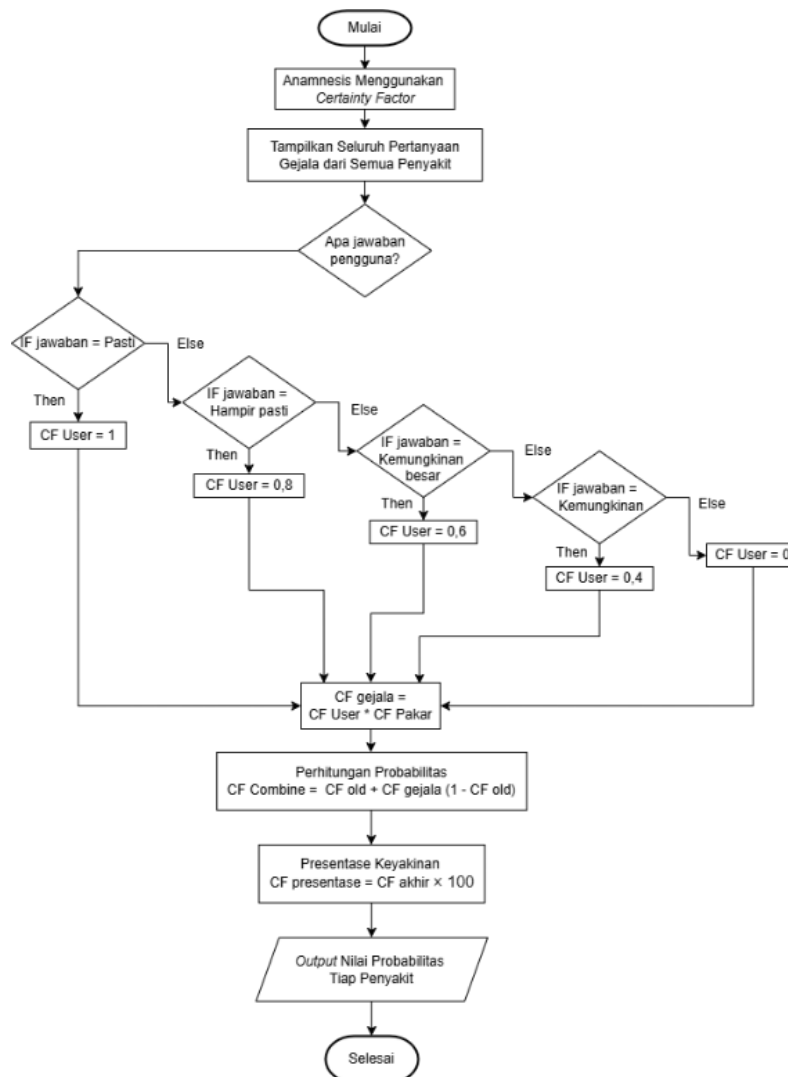 Mulai
Anamnesis Menggunakan
Certainty Factor
Tampilkan Seluruh Pertanyaan
Gejala dari Semua Penyakit
Apa jawaban
pengguna?
IF jawaban = Pasti
Else
Then
CF User = 1
IF jawaban =
Hampir pasti
Else
Then
CF User = 0,8
IF jawaban =
Kemungkinan
besar
Else
Then
CF User = 0,6
IF jawaban =
Kemungkinan
Else
Then
CF User = 0,4
CF User = 0
CF gejala =
CF User * CF Pakar
Perhitungan Probabilitas
CF Combine = CF old + CF gejala (1 - CF old)
Presentase Keyakinan
CF presentase = CF akhir × 100
Output Nilai Probabilitas
Tiap Penyakit
Selesai